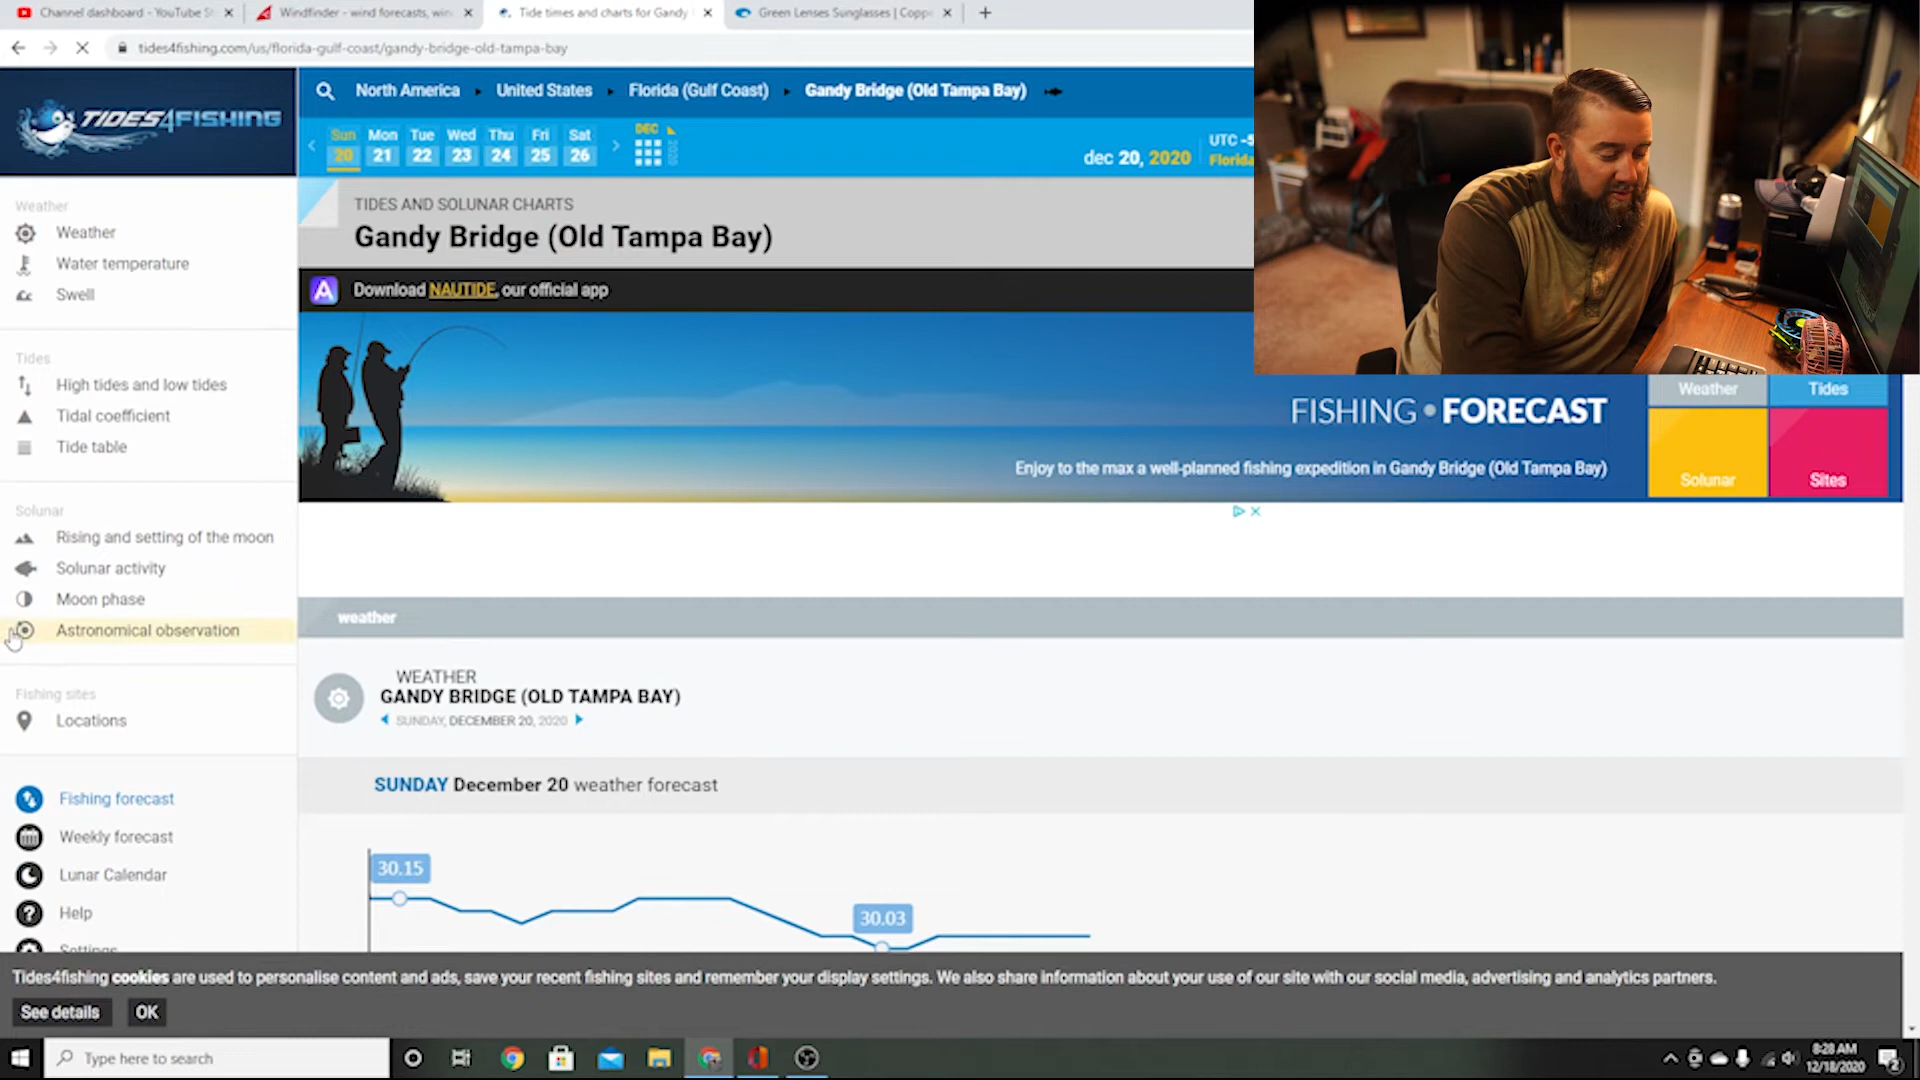 Channel dashboard - YouTube St
Windfinder - wind forecasts, win
Tide times and charts for Gandy
Green Lenses Sunglasses | Coppe
tides4fishing.com/us/florida-gulf-coast/gandy-bridge-old-tampa-bay
TIDES4FISHING
North America
United States
Florida (Gulf Coast)
Gandy Bridge (Old Tampa Bay)
Sun Mon Tue Wed Thu Fri Sat
20 21 22 23 24 25 26
DEC
2020
dec 20, 2020
UTC -5
Florida
TIDES AND SOLUNAR CHARTS
Gandy Bridge (Old Tampa Bay)
Download NAUTIDE, our official app
FISHING • FORECAST
Enjoy to the max a well-planned fishing expedition in Gandy Bridge (Old Tampa Bay)
Weather
Tides
Solunar
Sites
Weather
Weather
Water temperature
Swell
Tides
High tides and low tides
Tidal coefficient
Tide table
Solunar
Rising and setting of the moon
Solunar activity
Moon phase
Astronomical observation
Fishing sites
Locations
Fishing forecast
Weekly forecast
Lunar Calendar
Help
Settings
weather
WEATHER
GANDY BRIDGE (OLD TAMPA BAY)
SUNDAY, DECEMBER 20, 2020
SUNDAY December 20 weather forecast
30.15
30.03
Tides4fishing cookies are used to personalise content and ads, save your recent fishing sites and remember your display settings. We also share information about your use of our site with our social media, advertising and analytics partners.
See details
OK
Type here to search
8:28 AM
12/18/2020
2